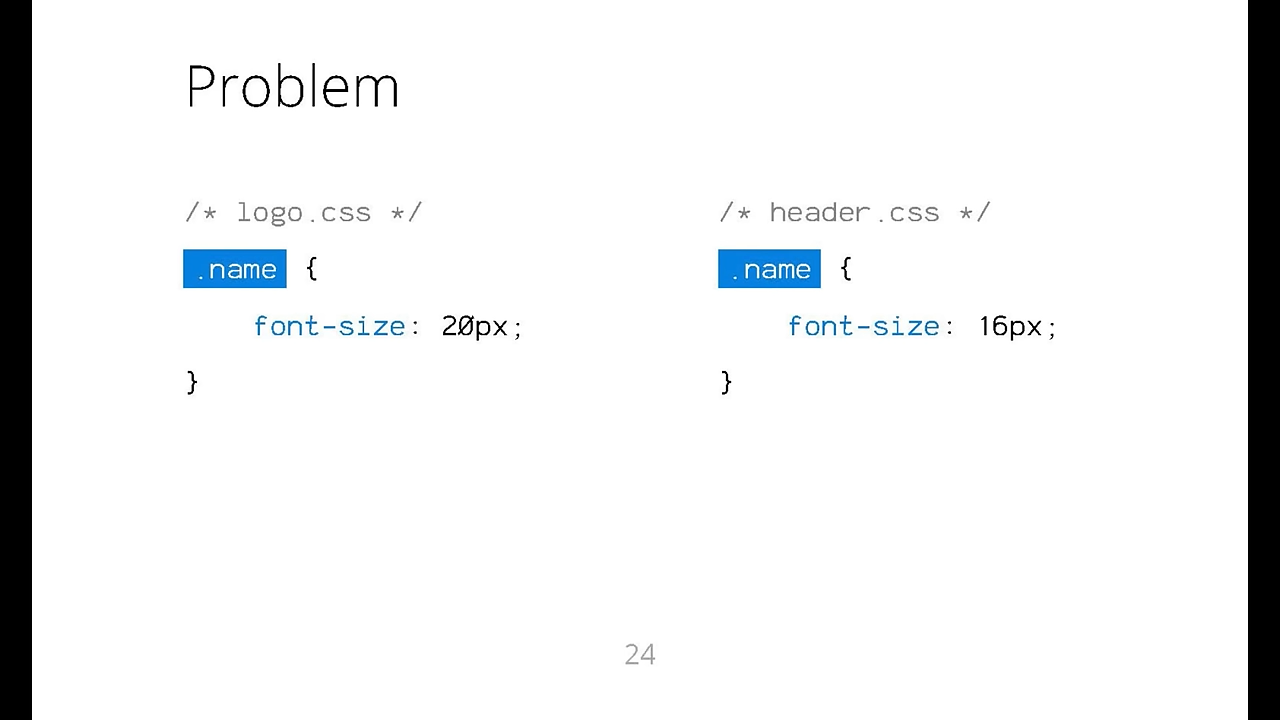 Problem
/* logo.css */
.name {
font-size: 20px;
}
/* header.css */
.name {
font-size: 16px;
}
24